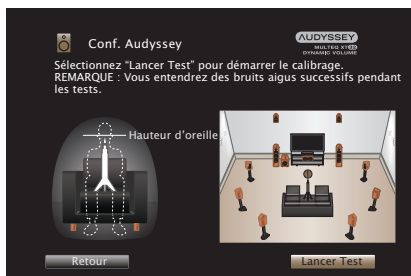 Conf. Audyssey
AUDYSSEY
MULTEQ XT32
DYNAMIC VOLUME
Sélectionnez “Lancer Test” pour démarrer le calibrage.
REMARQUE : Vous entendrez des bruits aigus successifs pendant
les tests.
Hauteur d’oreille
Retour
Lancer Test